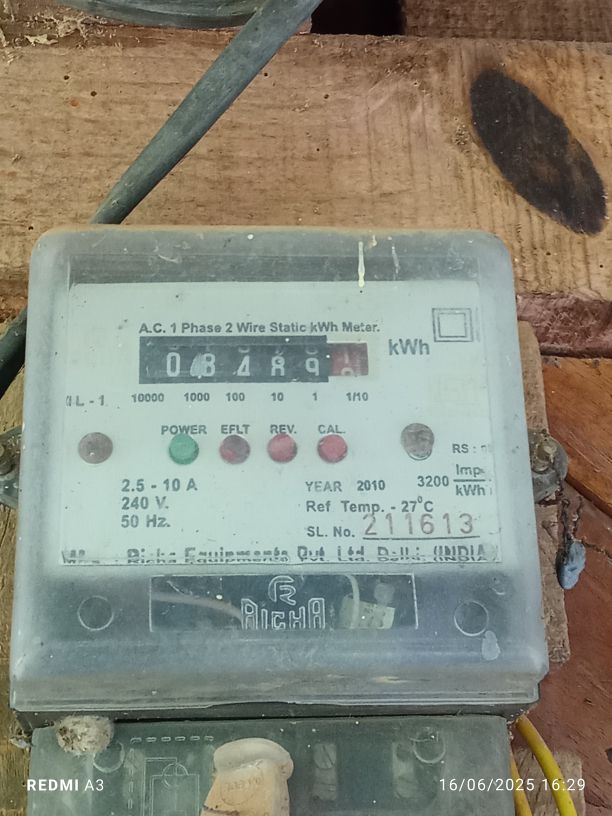 A.C. 1 Phase 2 Wire Static kWh Meter.
kWh
10000 1000 100 10 1 1/10
POWER EFLT REV. CAL.
2.5 - 10 A
240 V.
50 Hz.
YEAR 2010
3200 Imp kWh
Ref Temp. - 27°C
SL. No. 211613
Richa Equipments Pvt. Ltd. Delhi, (INDIA)
RICHA
REDMI A3
16/06/2025 16:29